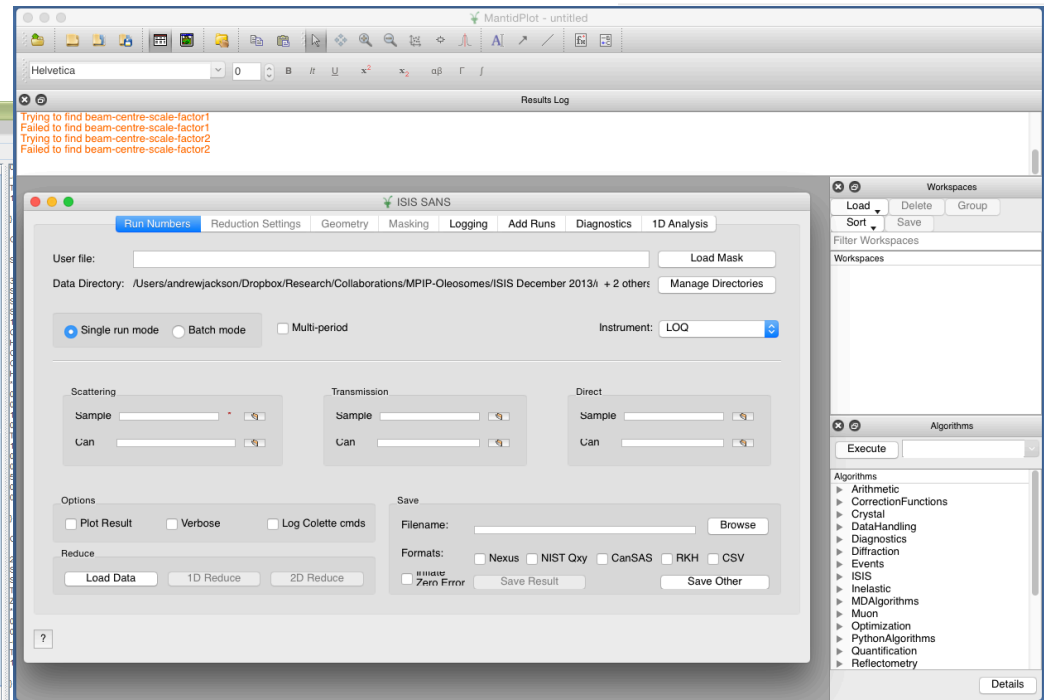 MantidPlot - untitled
Helvetica 0 B It U x² x₂ αβ Γ ∫
Results Log
Trying to find beam-centre-scale-factor1
Failed to find beam-centre-scale-factor1
Trying to find beam-centre-scale-factor2
Failed to find beam-centre-scale-factor2
ISIS SANS
Run Numbers Reduction Settings Geometry Masking Logging Add Runs Diagnostics 1D Analysis
User file: Load Mask
Data Directory: /Users/andrewjackson/Dropbox/Research/Collaborations/MPIP-Oleosomes/ISIS December 2013/i + 2 others Manage Directories
Single run mode Batch mode Multi-period Instrument: LOQ
Scattering Transmission Direct
Sample * Sample Sample
Can Can Can
Options
Plot Result Verbose Log Colette cmds
Reduce
Load Data 1D Reduce 2D Reduce
Save
Filename: Browse
Formats: Nexus NIST Qxy CanSAS RKH CSV
Inflate
Zero Error Save Result Save Other
?
Workspaces
Load Delete Group
Sort Save
Filter Workspaces
Workspaces
Algorithms
Execute
Algorithms
Arithmetic
CorrectionFunctions
Crystal
DataHandling
Diagnostics
Diffraction
Events
ISIS
Inelastic
MDAlgorithms
Muon
Optimization
PythonAlgorithms
Quantification
Reflectometry
Details